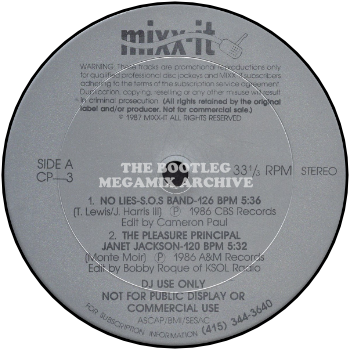 mixx-it
WARNING: These tracks are promotional reproductions only
for qualified professional disc jockeys and MIXX-IT subscribers
adhering to the terms of the subscription service agreement.
Duplication, copying, reselling or any other misuse will result
in criminal prosecution. (All rights retained by the original
label and/or producer. Not for commercial sale.)
© 1987 MIXX-IT ALL RIGHTS RESERVED
SIDE A
CP—3
THE BOOTLEG
MEGAMIX ARCHIVE
33 1/3 RPM STEREO
1. NO LIES-S.O.S BAND-126 BPM 5:36
(T. Lewis/J. Harris III) Ⓟ 1986 CBS Records
Edit by Cameron Paul
2. THE PLEASURE PRINCIPAL
JANET JACKSON-120 BPM 5:32
(Monte Moir) Ⓟ 1986 A&M Records
Edit by Bobby Roque of KSOL Radio
DJ USE ONLY
NOT FOR PUBLIC DISPLAY OR
COMMERCIAL USE
ASCAP/BMI/SESAC
FOR SUBSCRIPTION INFORMATION (415) 344-3640